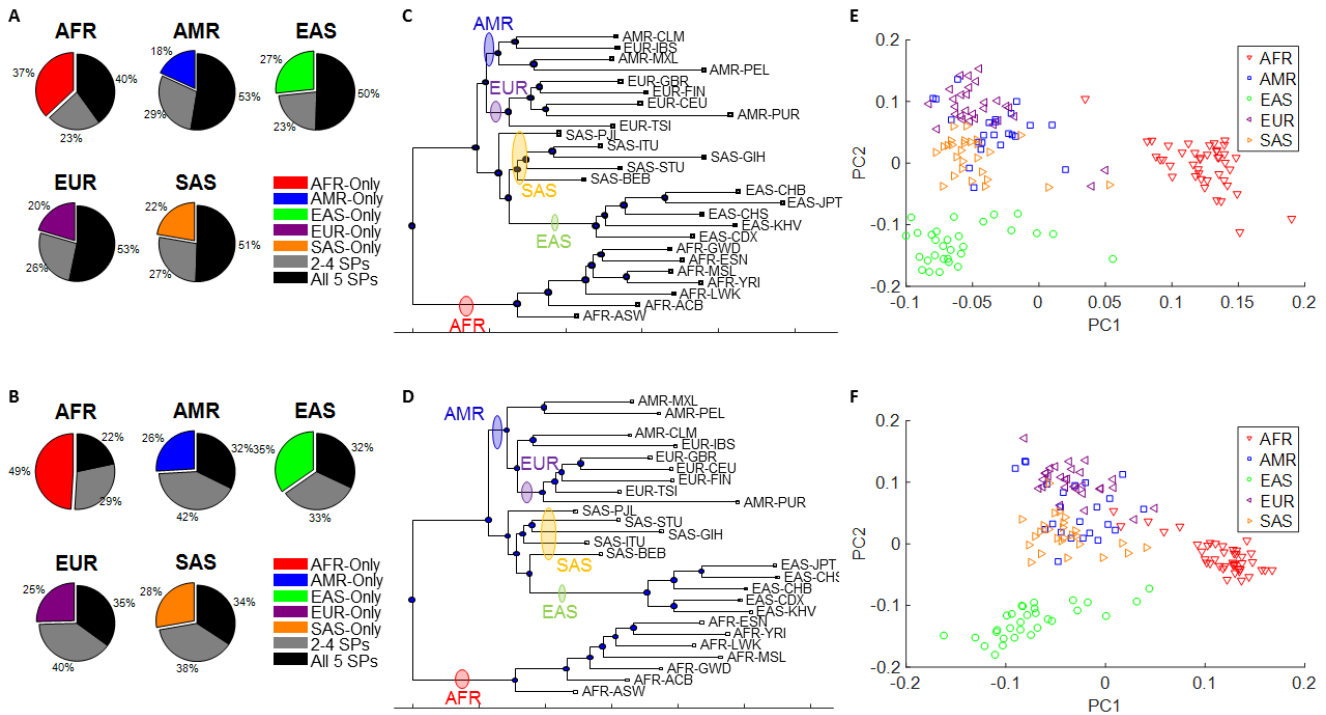 A
AFR
AMR
EAS
37%
40%
23%
18%
53%
29%
27%
50%
23%
EUR
SAS
20%
53%
26%
22%
51%
27%
AFR-Only
AMR-Only
EAS-Only
EUR-Only
SAS-Only
2-4 SPs
All 5 SPs
C
AMR
EUR
SAS
EAS
AFR
AMR-CLM
EUR-IBS
AMR-MXL
AMR-PEL
EUR-GBR
EUR-FIN
EUR-CEU
AMR-PUR
EUR-TSI
SAS-PJL
SAS-ITU
SAS-GIH
SAS-STU
SAS-BEB
EAS-CHB
EAS-JPT
EAS-CHS
EAS-KHV
EAS-CDX
AFR-GWD
AFR-ESN
AFR-MSL
AFR-YRI
AFR-LWK
AFR-ACB
AFR-ASW
E
0.2
0.1
0
-0.1
-0.2
PC2
-0.1
-0.05
0
0.05
0.1
0.15
0.2
PC1
AFR
AMR
EAS
EUR
SAS
B
AFR
AMR
EAS
49%
22%
29%
26%
32%
42%
35%
32%
33%
EUR
SAS
25%
35%
40%
28%
34%
38%
AFR-Only
AMR-Only
EAS-Only
EUR-Only
SAS-Only
2-4 SPs
All 5 SPs
D
AMR
EUR
SAS
EAS
AFR
AMR-MXL
AMR-PEL
AMR-CLM
EUR-IBS
EUR-GBR
EUR-CEU
EUR-FIN
EUR-TSI
AMR-PUR
SAS-PJL
SAS-STU
SAS-GIH
SAS-ITU
SAS-BEB
EAS-JPT
EAS-CHS
EAS-CHB
EAS-CDX
EAS-KHV
AFR-ESN
AFR-YRI
AFR-LWK
AFR-MSL
AFR-GWD
AFR-ACB
AFR-ASW
F
0.2
0.1
0
-0.1
-0.2
PC2
-0.2
-0.1
0
0.1
0.2
PC1
AFR
AMR
EAS
EUR
SAS